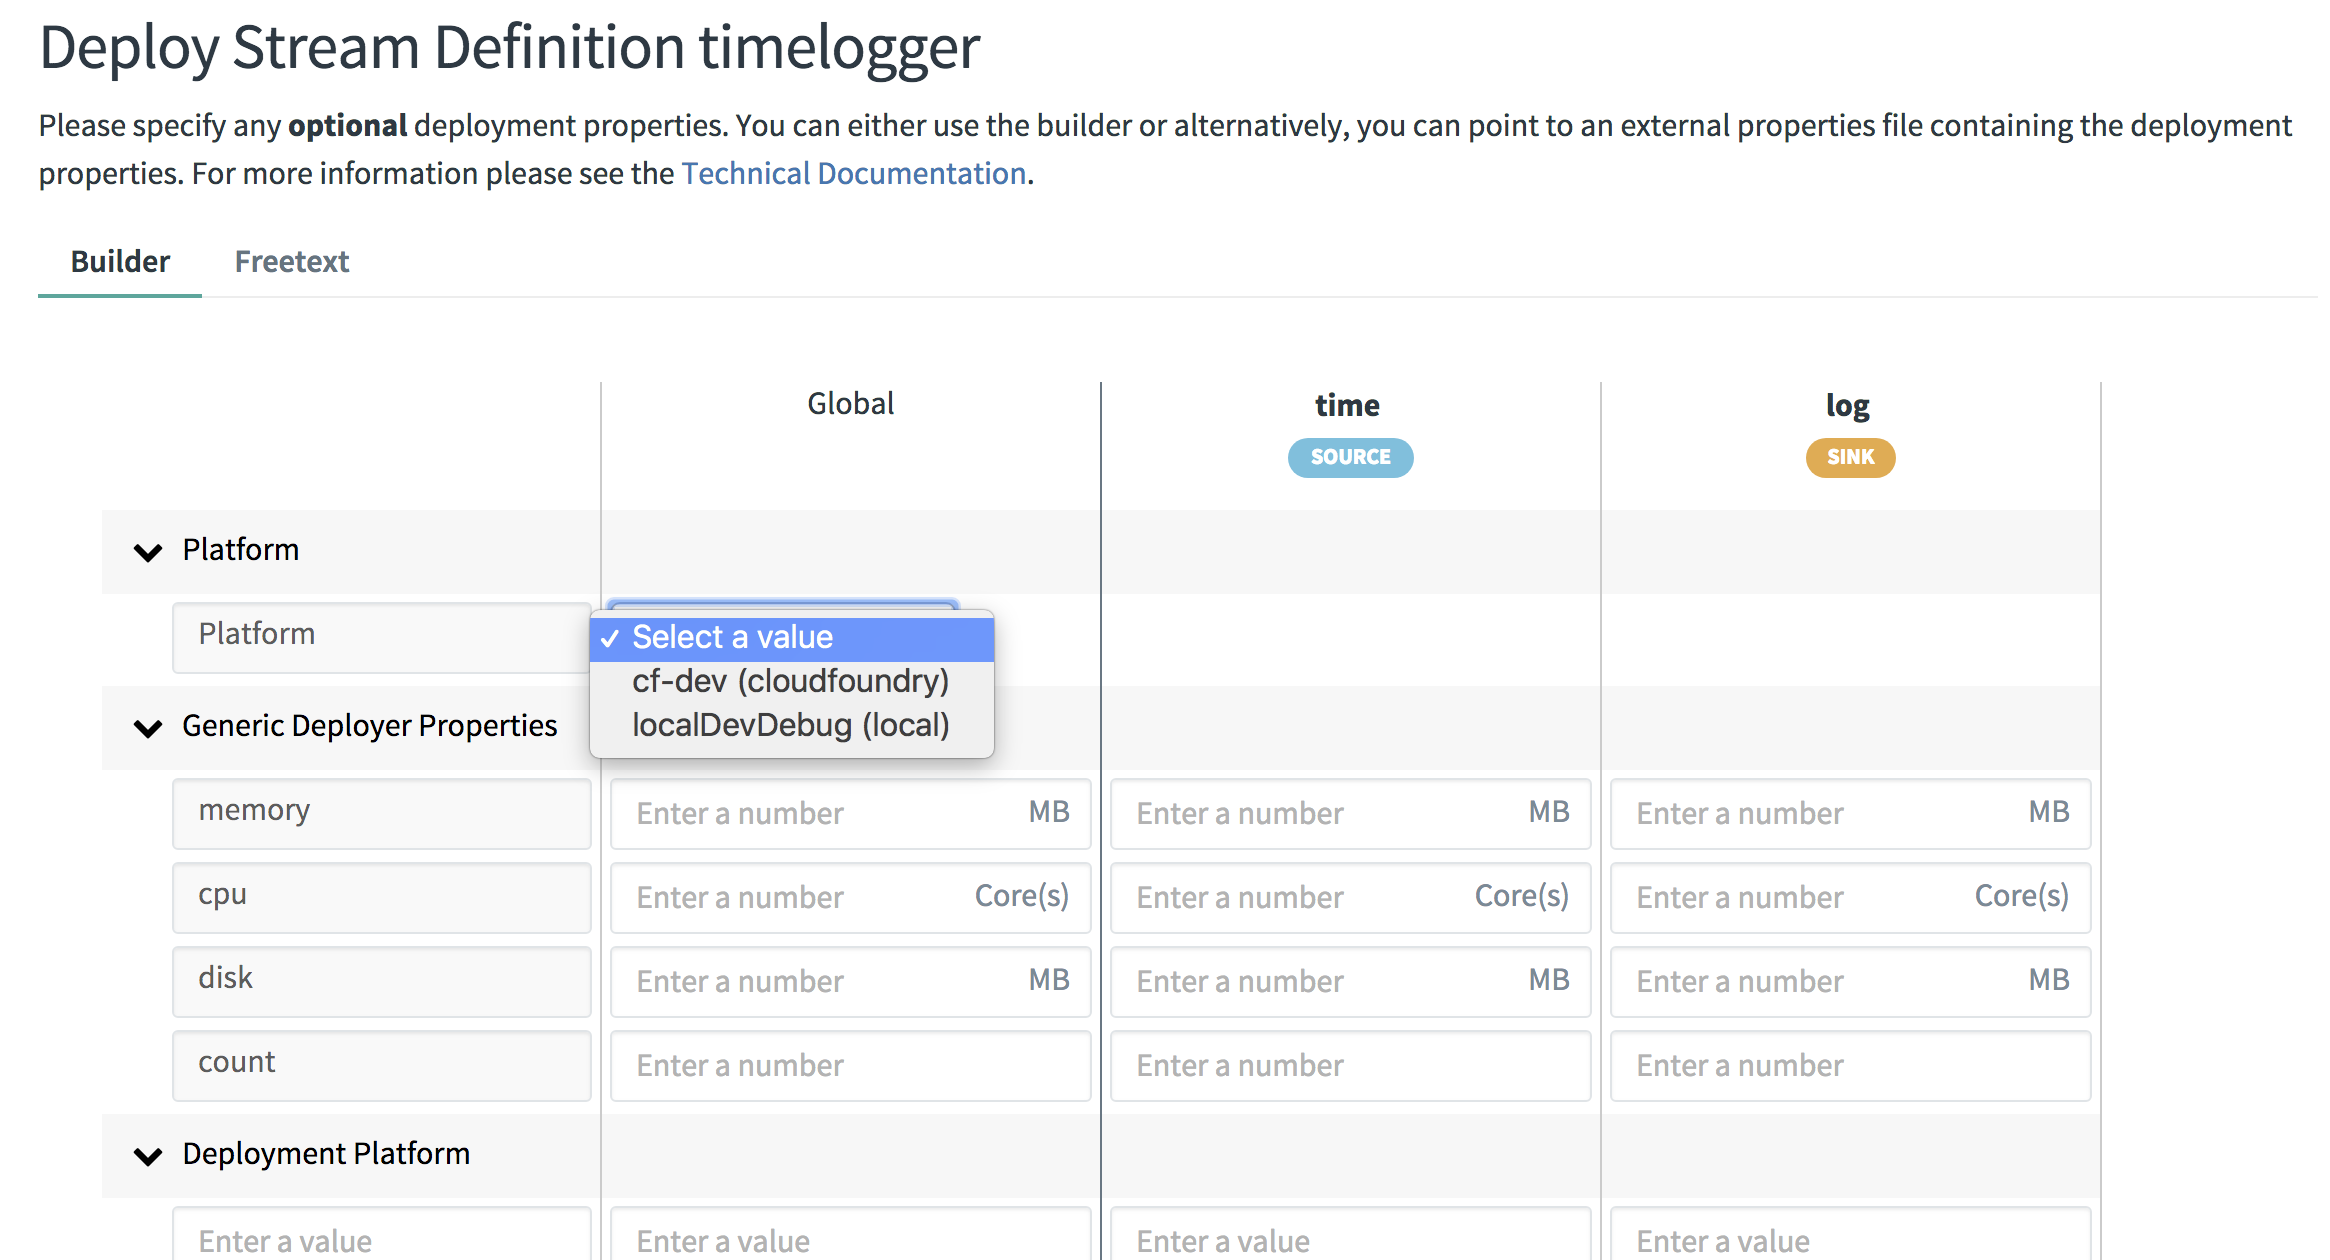 Deploy Stream Definition timelogger
Please specify any optional deployment properties. You can either use the builder or alternatively, you can point to an external properties file containing the deployment
properties. For more information please see the Technical Documentation.
Builder Freetext
Global time log
SOURCE SINK
Platform
Platform
✓ Select a value
cf-dev (cloudfoundry)
localDevDebug (local)
Generic Deployer Properties
memory Enter a number MB Enter a number MB Enter a number MB
cpu Enter a number Core(s) Enter a number Core(s) Enter a number Core(s)
disk Enter a number MB Enter a number MB Enter a number MB
count Enter a number Enter a number Enter a number
Deployment Platform
Enter a value Enter a value Enter a value Enter a value